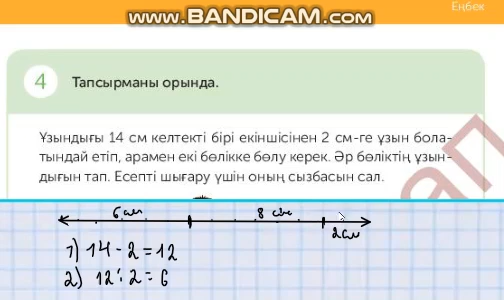 Еңбек
www.BANDICAM.com
4 Тапсырманы орында.
Ұзындығы 14 см келтекті бірі екіншісінен 2 см-ге ұзын бола-
тындай етіп, арамен екі бөлікке бөлу керек. Әр бөліктің ұзын-
дығын тап. Есепті шығару үшін оның сызбасын сал.
6 см 8 см
2см
1) 14 - 2 = 12
2) 12 : 2 = 6